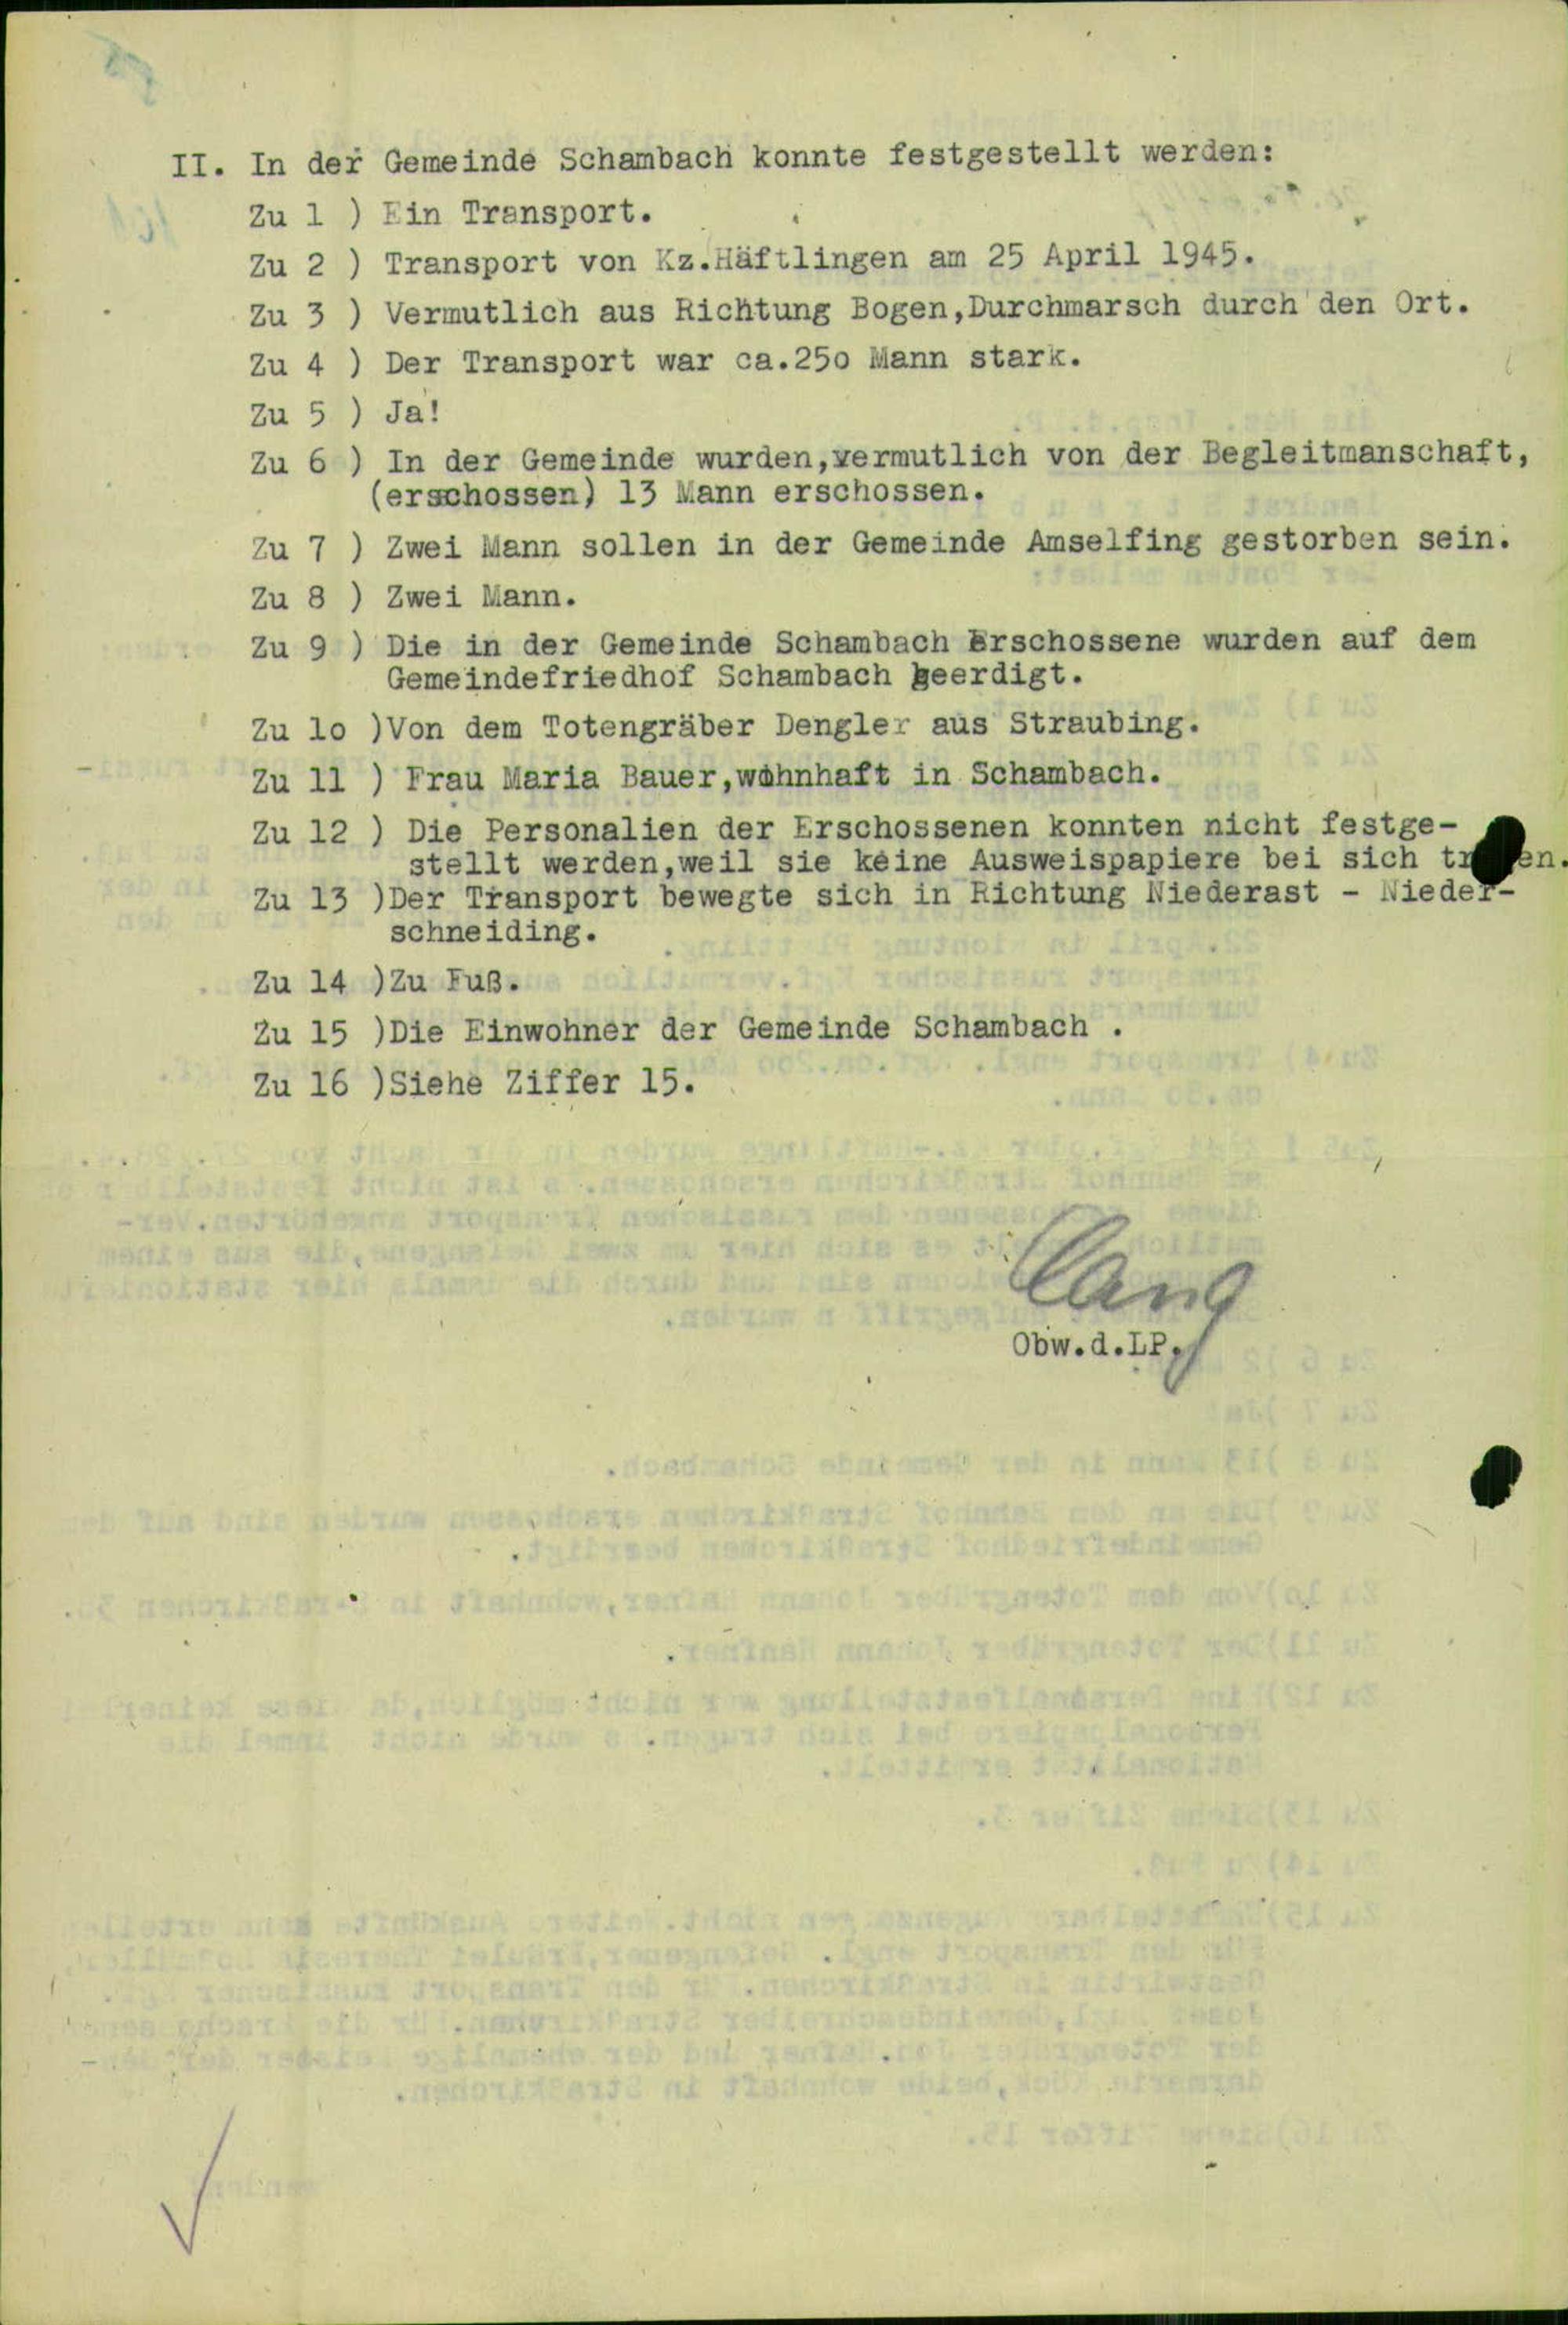 II. In der Gemeinde Schambach konnte festgestellt werden:
Zu 1 ) Ein Transport.
Zu 2 ) Transport von Kz.Häftlingen am 25 April 1945.
Zu 3 ) Vermutlich aus Richtung Bogen,Durchmarsch durch den Ort.
Zu 4 ) Der Transport war ca.25o Mann stark.
Zu 5 ) Ja!
Zu 6 ) In der Gemeinde wurden,vermutlich von der Begleitmanschaft,
(erschossen) 13 Mann erschossen.
Zu 7 ) Zwei Mann sollen in der Gemeinde Amselfing gestorben sein.
Zu 8 ) Zwei Mann.
Zu 9 ) Die in der Gemeinde Schambach Erschossene wurden auf dem
Gemeindefriedhof Schambach beerdigt.
Zu lo )Von dem Totengräber Dengler aus Straubing.
Zu 11 ) Frau Maria Bauer,wohnhaft in Schambach.
Zu 12 ) Die Personalien der Erschossenen konnten nicht festge-
stellt werden,weil sie keine Ausweispapiere bei sich
Zu 13 )Der Transport bewegte sich in Richtung Niederast - Nieder-
schneiding.
Zu 14 )Zu Fuß.
Zu 15 )Die Einwohner der Gemeinde Schambach .
Zu 16 )Siehe Ziffer 15.
Lang
Obw.d.LP.